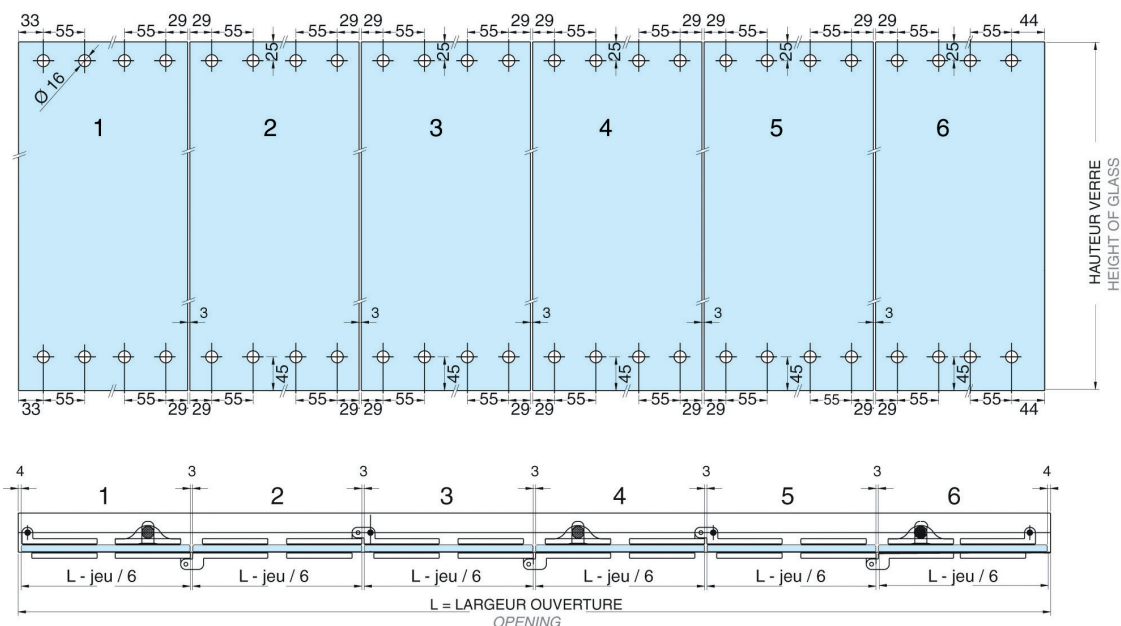 33 55 55 29 29 55 55 29 29 55 55 29 29 55 55 29 29 55 55 29 29 55 55 44
25 25 25 25 25
Ø 16
1 2 3 4 5 6
HAUTEUR VERRE
HEIGHT OF GLASS
3 3 3 3 3
45 45 45 45 45
33 55 55 29 29 55 55 29 29 55 55 29 29 55 55 29 29 55 55 29 29 55 55 44
4 3 3 3 3 3 4
1 2 3 4 5 6
L - jeu / 6 L - jeu / 6 L - jeu / 6 L - jeu / 6 L - jeu / 6 L - jeu / 6
L = LARGEUR OUVERTURE
OPENING